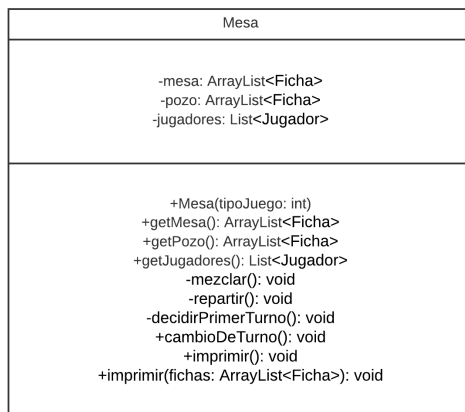 Mesa
-mesa: ArrayList<Ficha>
-pozo: ArrayList<Ficha>
-jugadores: List<Jugador>
+Mesa(tipoJuego: int)
+getMesa(): ArrayList<Ficha>
+getPozo(): ArrayList<Ficha>
+getJugadores(): List<Jugador>
-mezclar(): void
-repartir(): void
-decidirPrimerTurno(): void
+cambioDeTurno(): void
+imprimir(): void
+imprimir(fichas: ArrayList<Ficha>): void